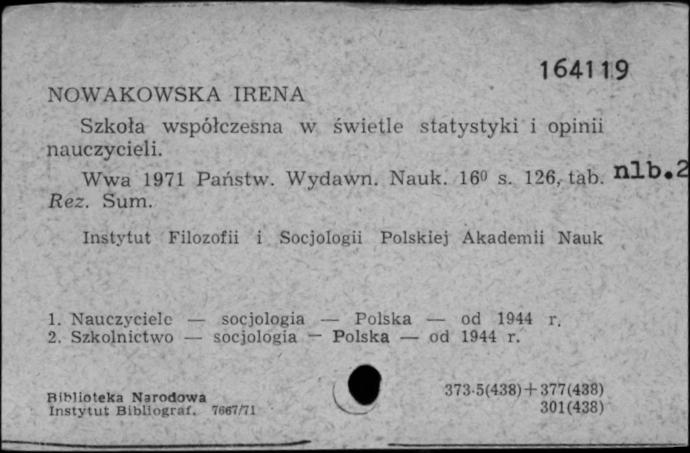 164119
NOWAKOWSKA IRENA
Szkoła współczesna w świetle statystyki i opinii
nauczycieli.
Wwa 1971 Państw. Wydawn. Nauk. 16⁰ s. 126, tab. nlb.2
Rez. Sum.
Instytut Filozofii i Socjologii Polskiej Akademii Nauk
1. Nauczyciele — socjologia — Polska — od 1944 r.
2. Szkolnictwo — socjologia — Polska — od 1944 r.
Biblioteka Narodowa
Instytut Bibliograf. 7667/71
373·5(438)+377(438)
301(438)